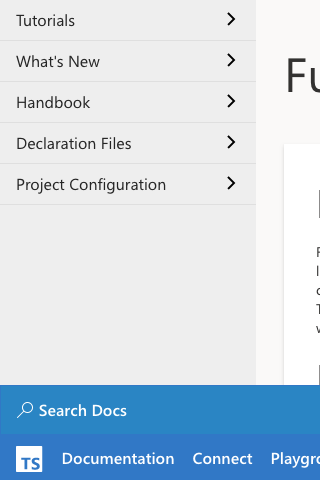 Tutorials
What's New
Handbook
Declaration Files
Project Configuration
Search Docs
TS Documentation Connect